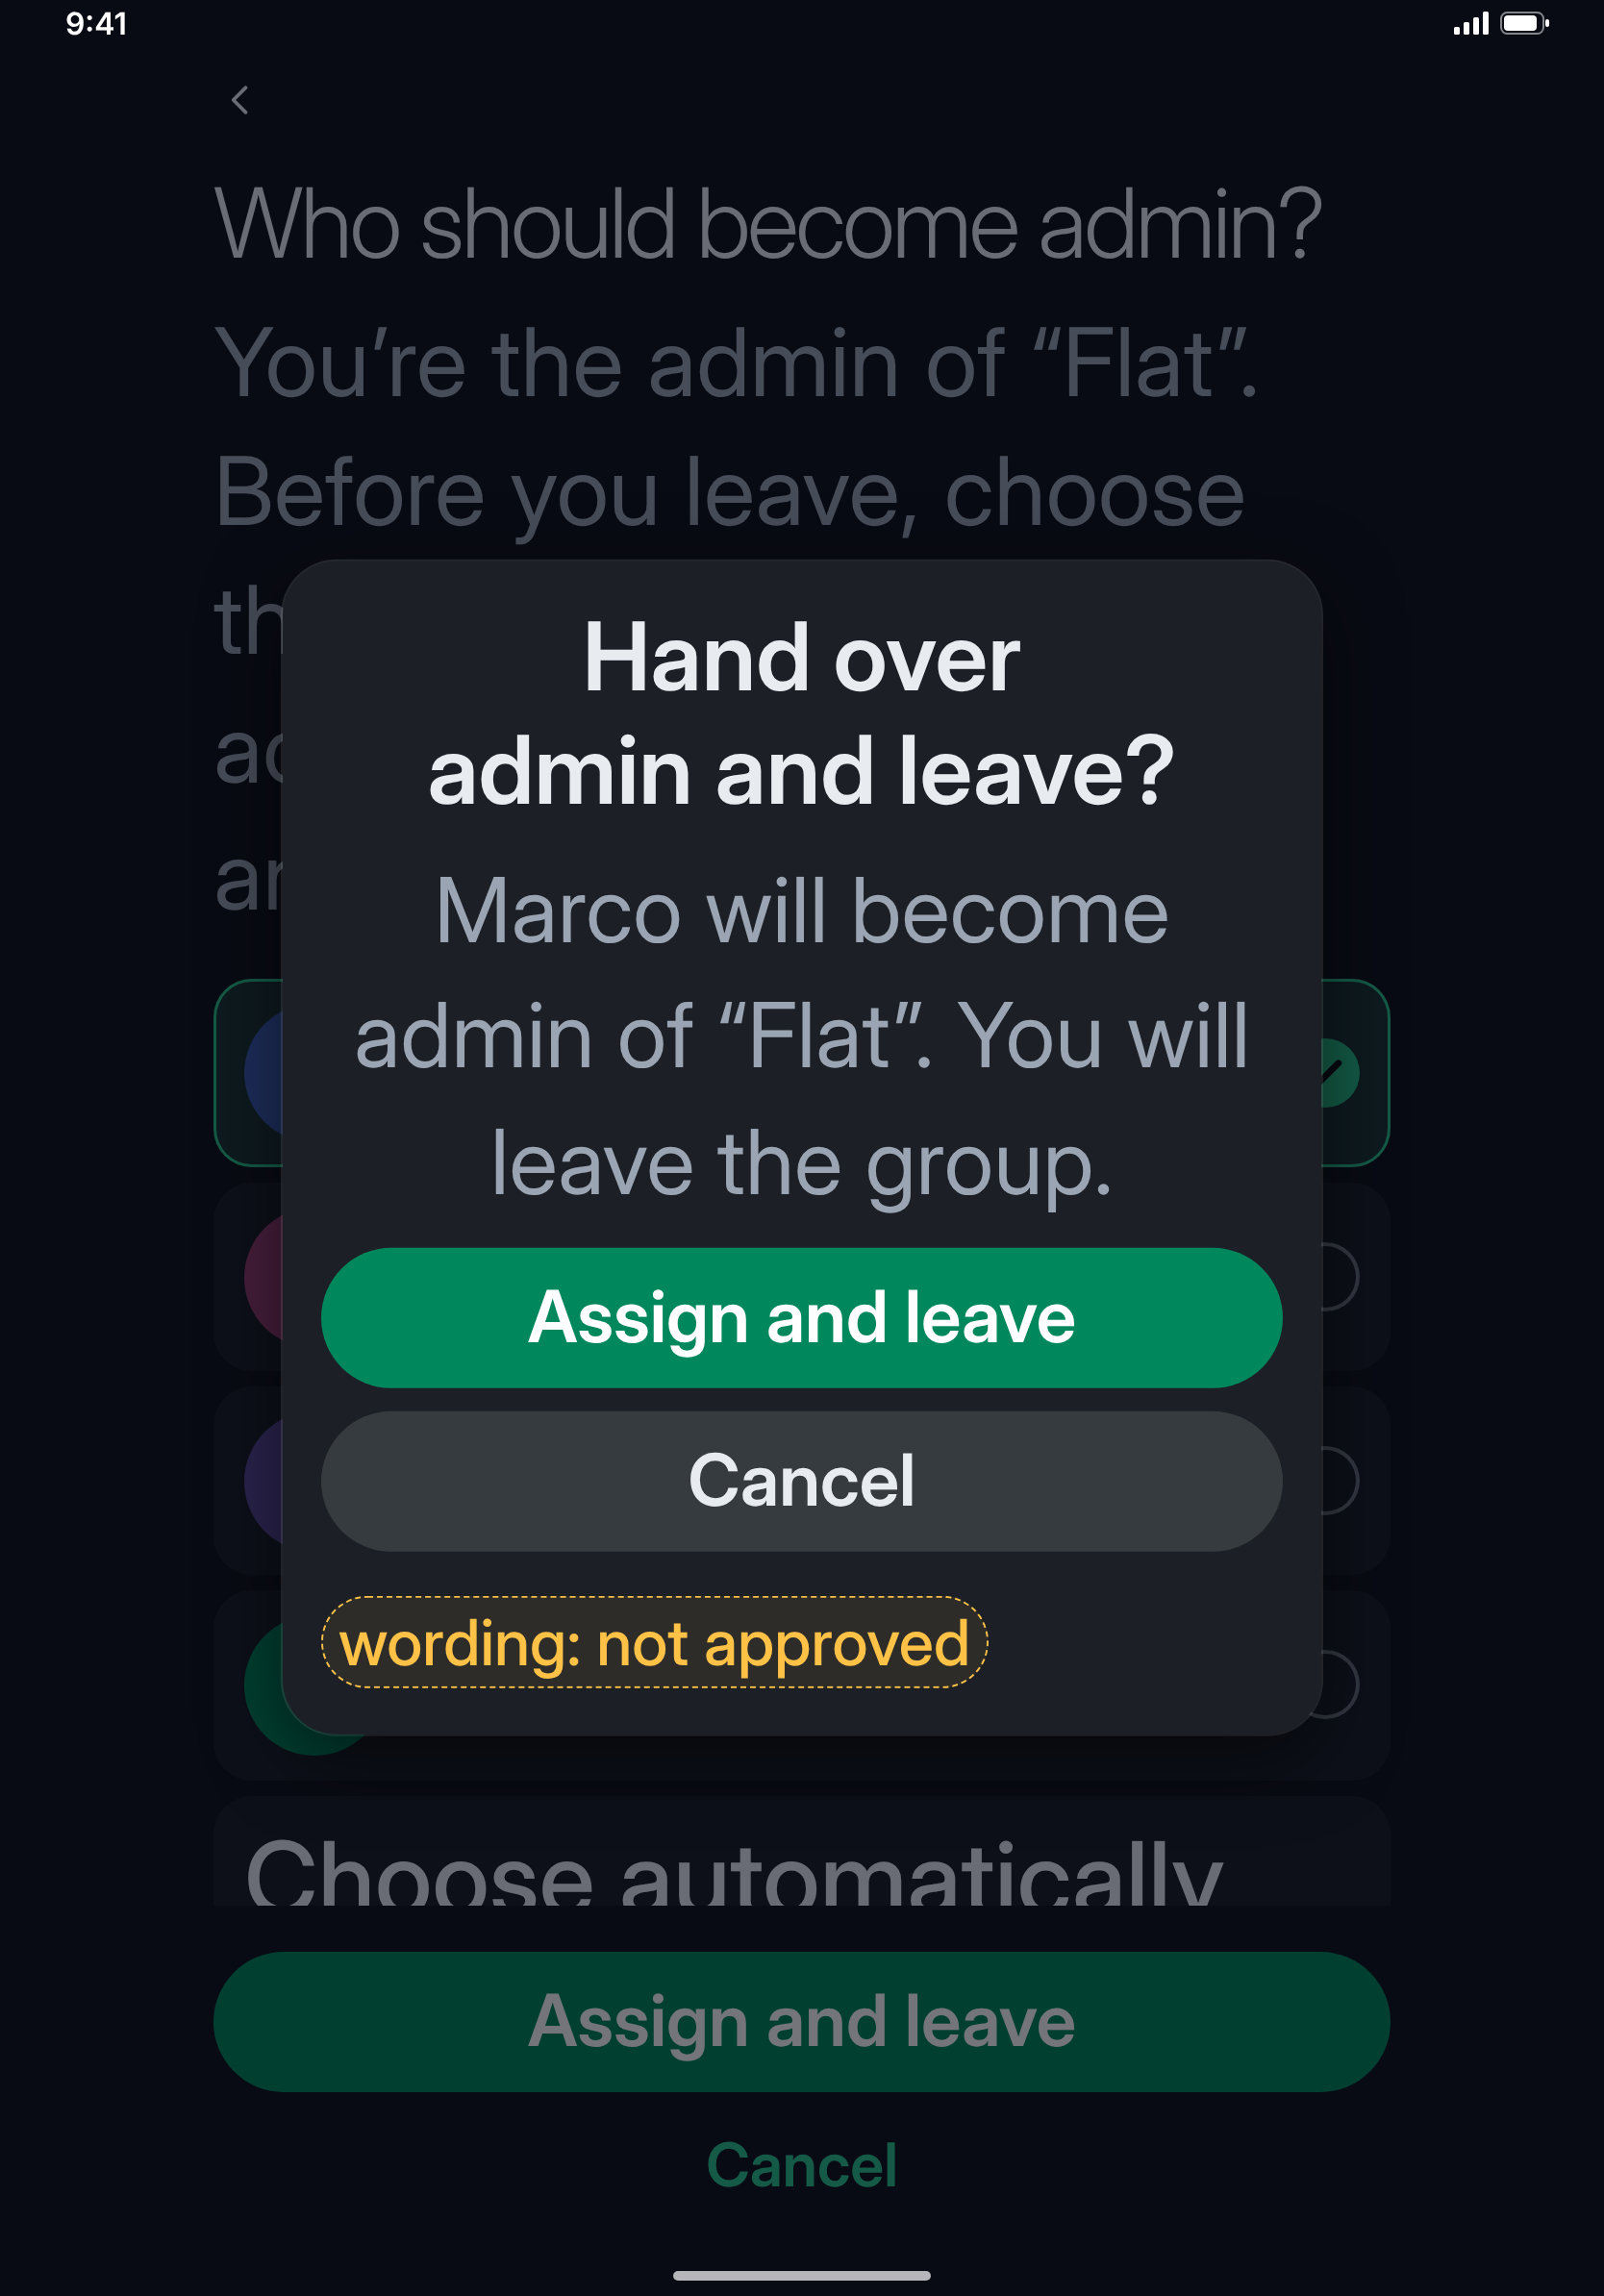 9:41
Who should become admin?
You’re the admin of “Flat”.
Before you leave, choose
Hand over
admin and leave?
Marco will become
admin of “Flat”. You will
leave the group.
Assign and leave
Cancel
wording: not approved
Choose automatically
Assign and leave
Cancel